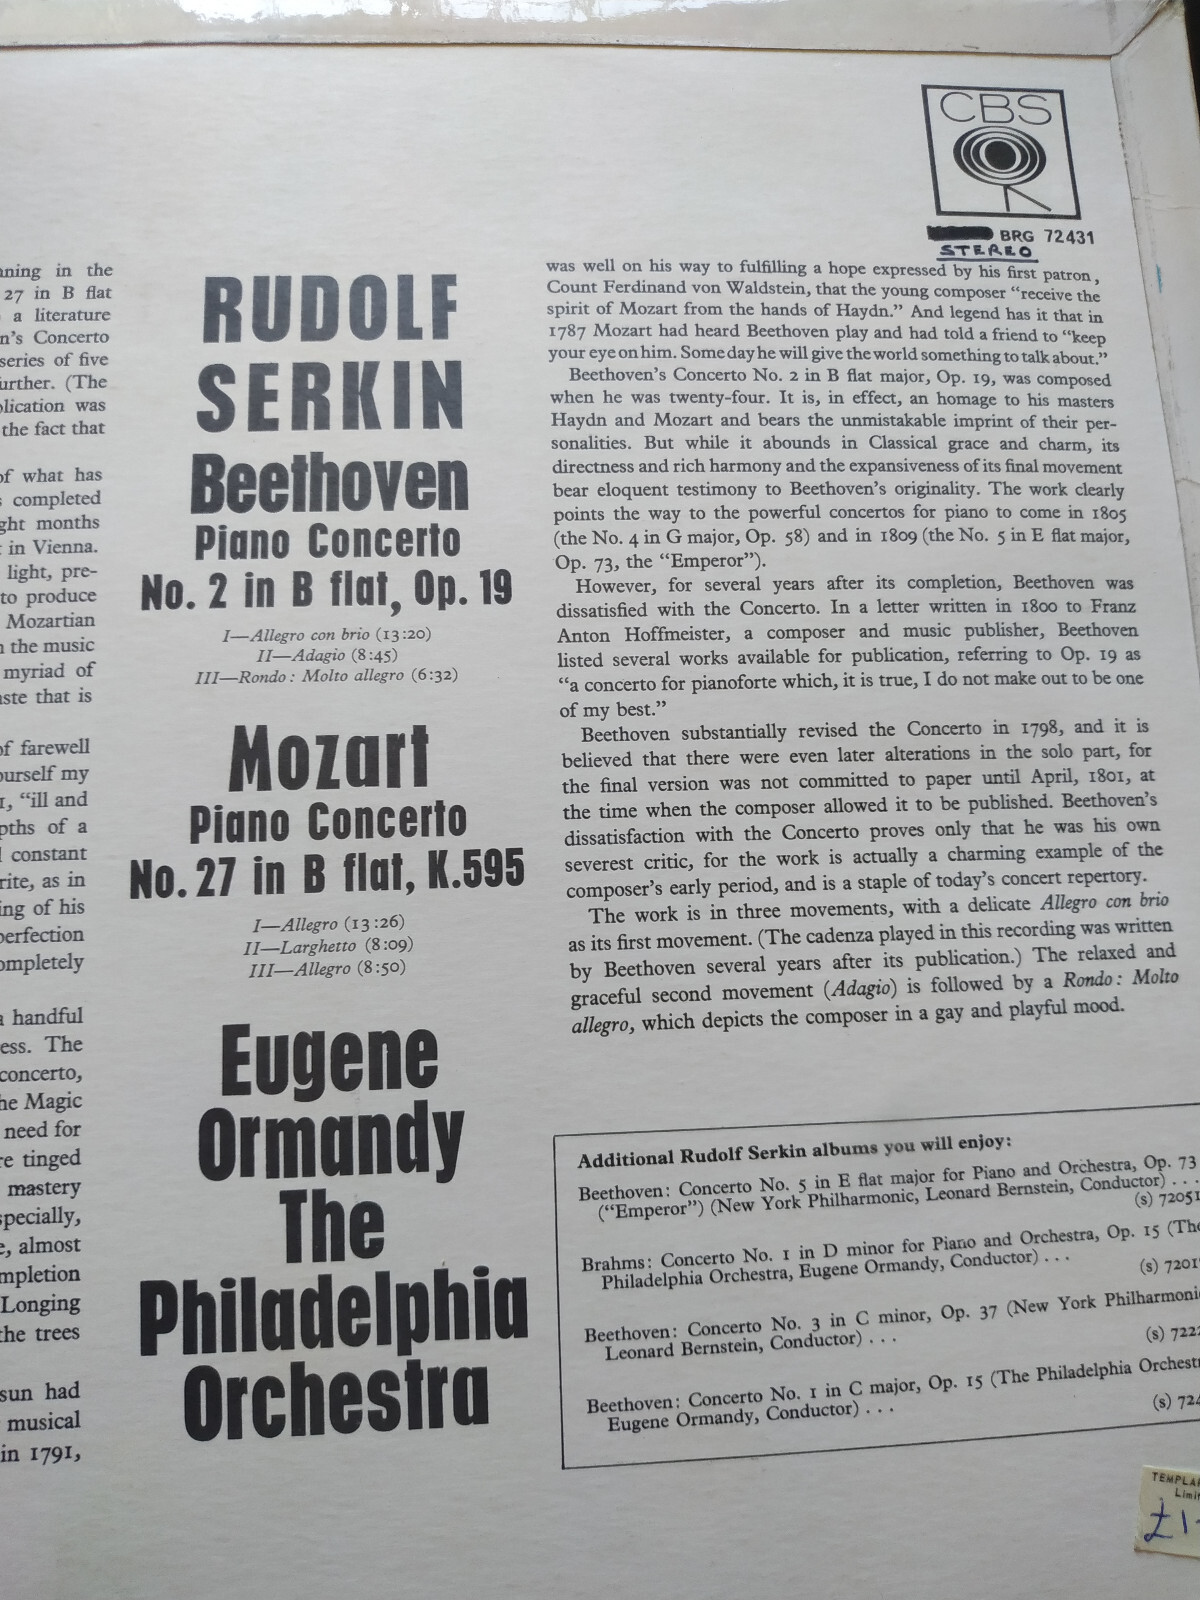 nning in the
27 in B flat
a literature
n's Concerto
series of five
urther. (The
lication was
the fact that
of what has
completed
ght months
in Vienna.
light, pre-
to produce
Mozartian
the music
myriad of
aste that is
of farewell
ourself my
1, “ill and
pths of a
constant
rite, as in
ing of his
perfection
ompletely
a handful
ess. The
concerto,
he Magic
need for
re tinged
mastery
specially,
e, almost
mpletion
Longing
the trees
sun had
musical
in 1791,
RUDOLF
SERKIN
Beethoven
Piano Concerto
No. 2 in B flat, Op. 19
I—Allegro con brio (13:20)
II—Adagio (8:45)
III—Rondo: Molto allegro (6:32)
Mozart
Piano Concerto
No. 27 in B flat, K.595
I—Allegro (13:26)
II—Larghetto (8:09)
III—Allegro (8:50)
Eugene
Ormandy
The
Philadelphia
Orchestra
CBS
BRG 72431
STEREO
was well on his way to fulfilling a hope expressed by his first patron,
Count Ferdinand von Waldstein, that the young composer “receive the
spirit of Mozart from the hands of Haydn.” And legend has it that in
1787 Mozart had heard Beethoven play and had told a friend to “keep
your eye on him. Some day he will give the world something to talk about.”
Beethoven's Concerto No. 2 in B flat major, Op. 19, was composed
when he was twenty-four. It is, in effect, an homage to his masters
Haydn and Mozart and bears the unmistakable imprint of their per-
sonalities. But while it abounds in Classical grace and charm, its
directness and rich harmony and the expansiveness of its final movement
bear eloquent testimony to Beethoven's originality. The work clearly
points the way to the powerful concertos for piano to come in 1805
(the No. 4 in G major, Op. 58) and in 1809 (the No. 5 in E flat major,
Op. 73, the “Emperor”).
However, for several years after its completion, Beethoven was
dissatisfied with the Concerto. In a letter written in 1800 to Franz
Anton Hoffmeister, a composer and music publisher, Beethoven
listed several works available for publication, referring to Op. 19 as
“a concerto for pianoforte which, it is true, I do not make out to be one
of my best.”
Beethoven substantially revised the Concerto in 1798, and it is
believed that there were even later alterations in the solo part, for
the final version was not committed to paper until April, 1801, at
the time when the composer allowed it to be published. Beethoven's
dissatisfaction with the Concerto proves only that he was his own
severest critic, for the work is actually a charming example of the
composer's early period, and is a staple of today's concert repertory.
The work is in three movements, with a delicate Allegro con brio
as its first movement. (The cadenza played in this recording was written
by Beethoven several years after its publication.) The relaxed and
graceful second movement (Adagio) is followed by a Rondo: Molto
allegro, which depicts the composer in a gay and playful mood.
Additional Rudolf Serkin albums you will enjoy:
Beethoven: Concerto No. 5 in E flat major for Piano and Orchestra, Op. 73
(“Emperor”) (New York Philharmonic, Leonard Bernstein, Conductor) . . .
(s) 72051
Brahms: Concerto No. 1 in D minor for Piano and Orchestra, Op. 15 (The
Philadelphia Orchestra, Eugene Ormandy, Conductor) . . .
(s) 7201
Beethoven: Concerto No. 3 in C minor, Op. 37 (New York Philharmonic
Leonard Bernstein, Conductor) . . .
(s) 7222
Beethoven: Concerto No. 1 in C major, Op. 15 (The Philadelphia Orchestr
Eugene Ormandy, Conductor) . . .
(s) 724
TEMPLAR
Limit
£1-